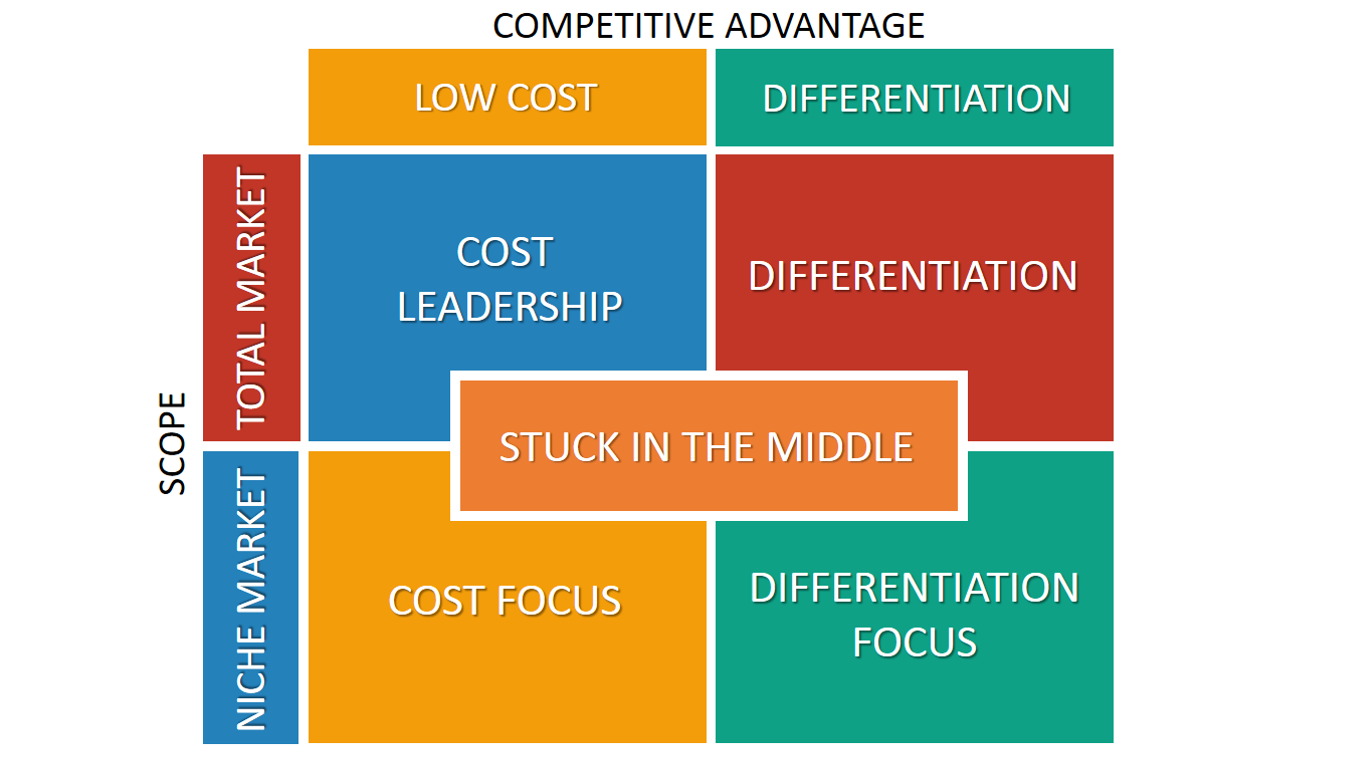 COMPETITIVE ADVANTAGE
LOW COST
DIFFERENTIATION
SCOPE
TOTAL MARKET
COST
LEADERSHIP
DIFFERENTIATION
STUCK IN THE MIDDLE
NICHE MARKET
COST FOCUS
DIFFERENTIATION
FOCUS